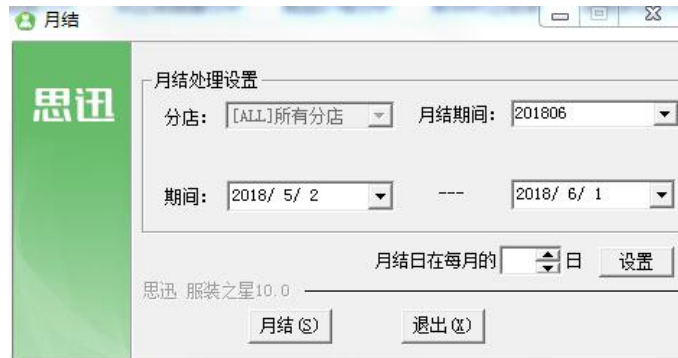 月结
思迅
月结处理设置
分店: [ALL]所有分店 月结期间: 201806
期间: 2018/ 5/ 2 --- 2018/ 6/ 1
月结日在每月的 日 设置
思迅 服装之星10.0
月结(S) 退出(X)